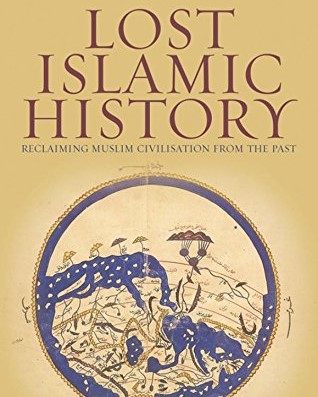 LOST
ISLAMIC
HISTORY
RECLAIMING MUSLIM CIVILISATION FROM THE PAST